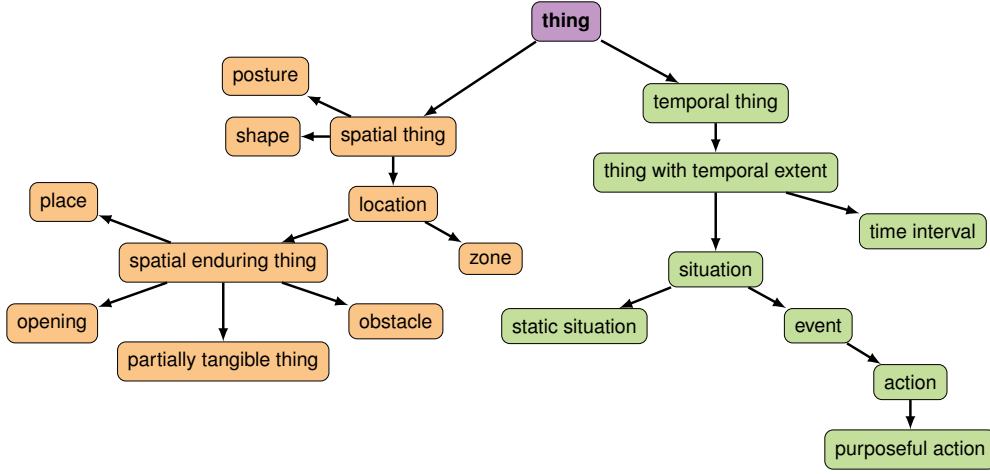 thing
posture
temporal thing
shape
spatial thing
thing with temporal extent
place
location
time interval
spatial enduring thing
zone
situation
opening
obstacle
static situation
event
partially tangible thing
action
purposeful action